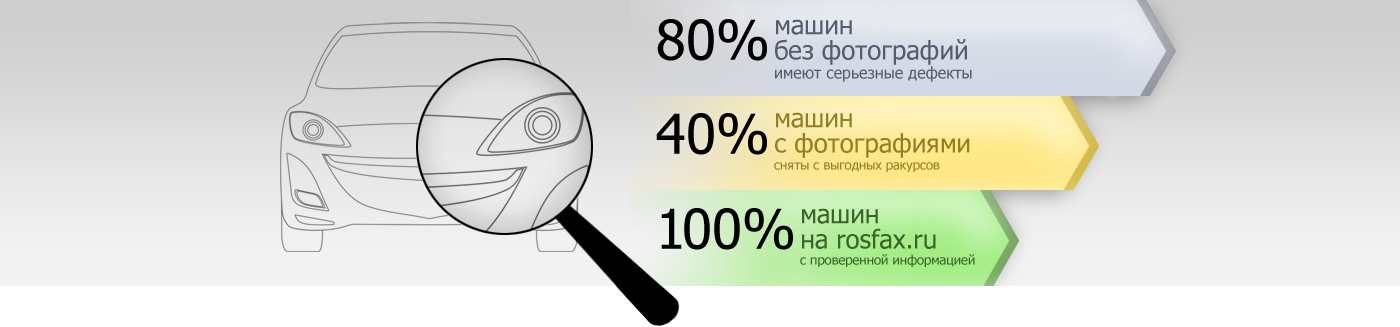 80% машин
без фотографий
имеют серьезные дефекты
40% машин
с фотографиями
сняты с выгодных ракурсов
100% машин
на rosfax.ru
с проверенной информацией